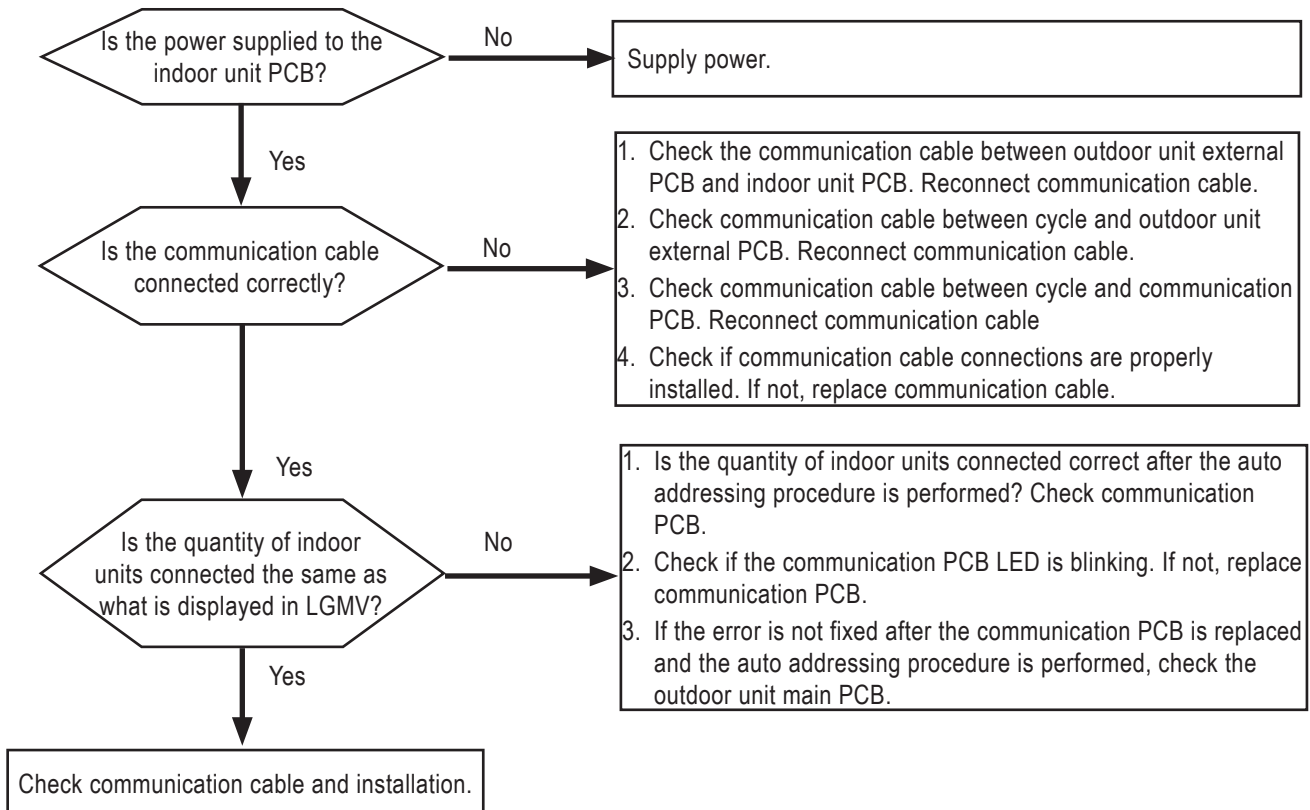 Is the power supplied to the
indoor unit PCB?
No
Supply power.
Yes
Is the communication cable
connected correctly?
No
1. Check the communication cable between outdoor unit external
PCB and indoor unit PCB. Reconnect communication cable.
2. Check communication cable between cycle and outdoor unit
external PCB. Reconnect communication cable.
3. Check communication cable between cycle and communication
PCB. Reconnect communication cable
4. Check if communication cable connections are properly
installed. If not, replace communication cable.
Yes
Is the quantity of indoor
units connected the same as
what is displayed in LGMV?
No
1. Is the quantity of indoor units connected correct after the auto
addressing procedure is performed? Check communication
PCB.
2. Check if the communication PCB LED is blinking. If not, replace
communication PCB.
3. If the error is not fixed after the communication PCB is replaced
and the auto addressing procedure is performed, check the
outdoor unit main PCB.
Yes
Check communication cable and installation.